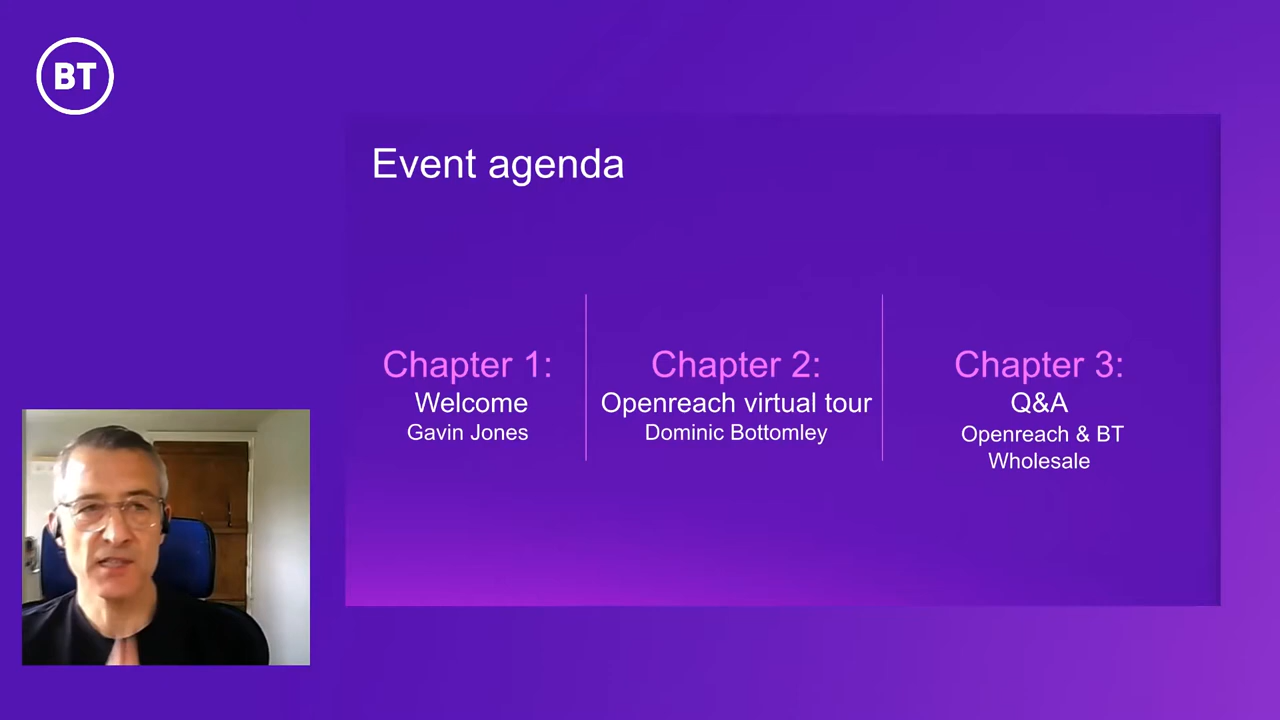 BT
Event agenda
Chapter 1:
Welcome
Gavin Jones
Chapter 2:
Openreach virtual tour
Dominic Bottomley
Chapter 3:
Q&A
Openreach & BT
Wholesale